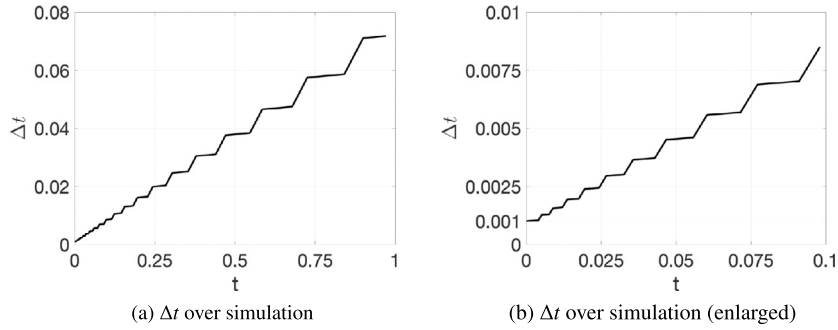 0.08
0.06
0.04
0.02
0
Δt
0 0.25 0.5 0.75 1
t
(a) Δt over simulation
0.01
0.0075
0.005
0.0025
0.001
0
Δt
0 0.025 0.05 0.075 0.1
t
(b) Δt over simulation (enlarged)